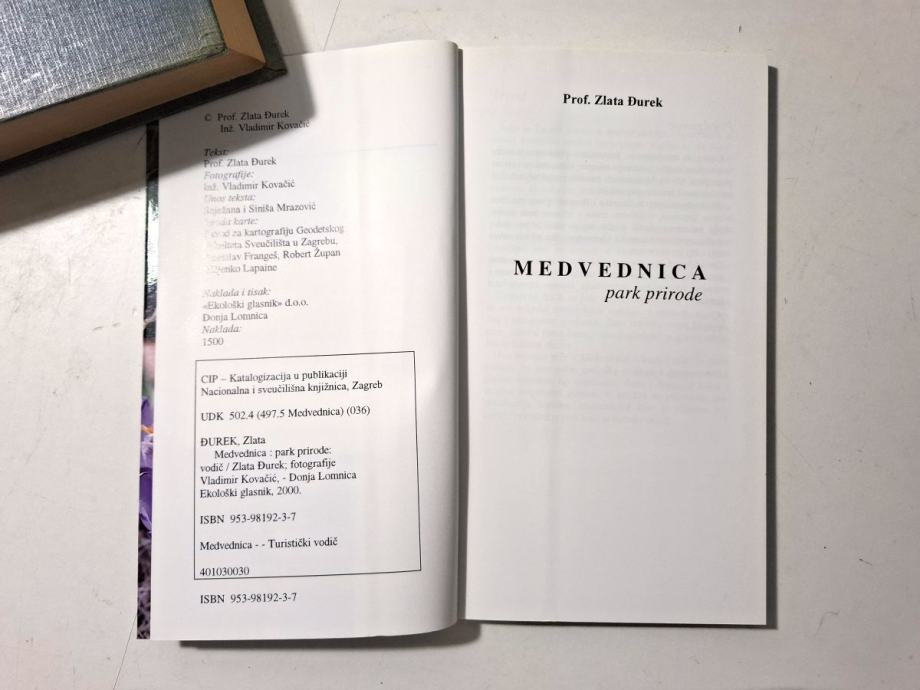 © Prof. Zlata Đurek
Inž. Vladimir Kovačić
Tekst:
Prof. Zlata Đurek
Fotografije:
Inž. Vladimir Kovačić
Unos teksta:
Snježana i Siniša Mrazović
karte:
za kartografiju Geodetskog
Sveučilišta u Zagrebu,
Frangeš, Robert Župan
Lapaine
Naklada i tisak:
«Ekološki glasnik» d.o.o.
Donja Lomnica
Naklada:
1500
CIP – Katalogizacija u publikaciji
Nacionalna i sveučilišna knjižnica, Zagreb
UDK 502.4 (497.5 Medvednica) (036)
ĐUREK, Zlata
Medvednica : park prirode:
vodič / Zlata Đurek; fotografije
Vladimir Kovačić, - Donja Lomnica
Ekološki glasnik, 2000.
ISBN 953-98192-3-7
Medvednica - - Turistički vodič
401030030
ISBN 953-98192-3-7
Prof. Zlata Đurek
MEDVEDNICA
park prirode